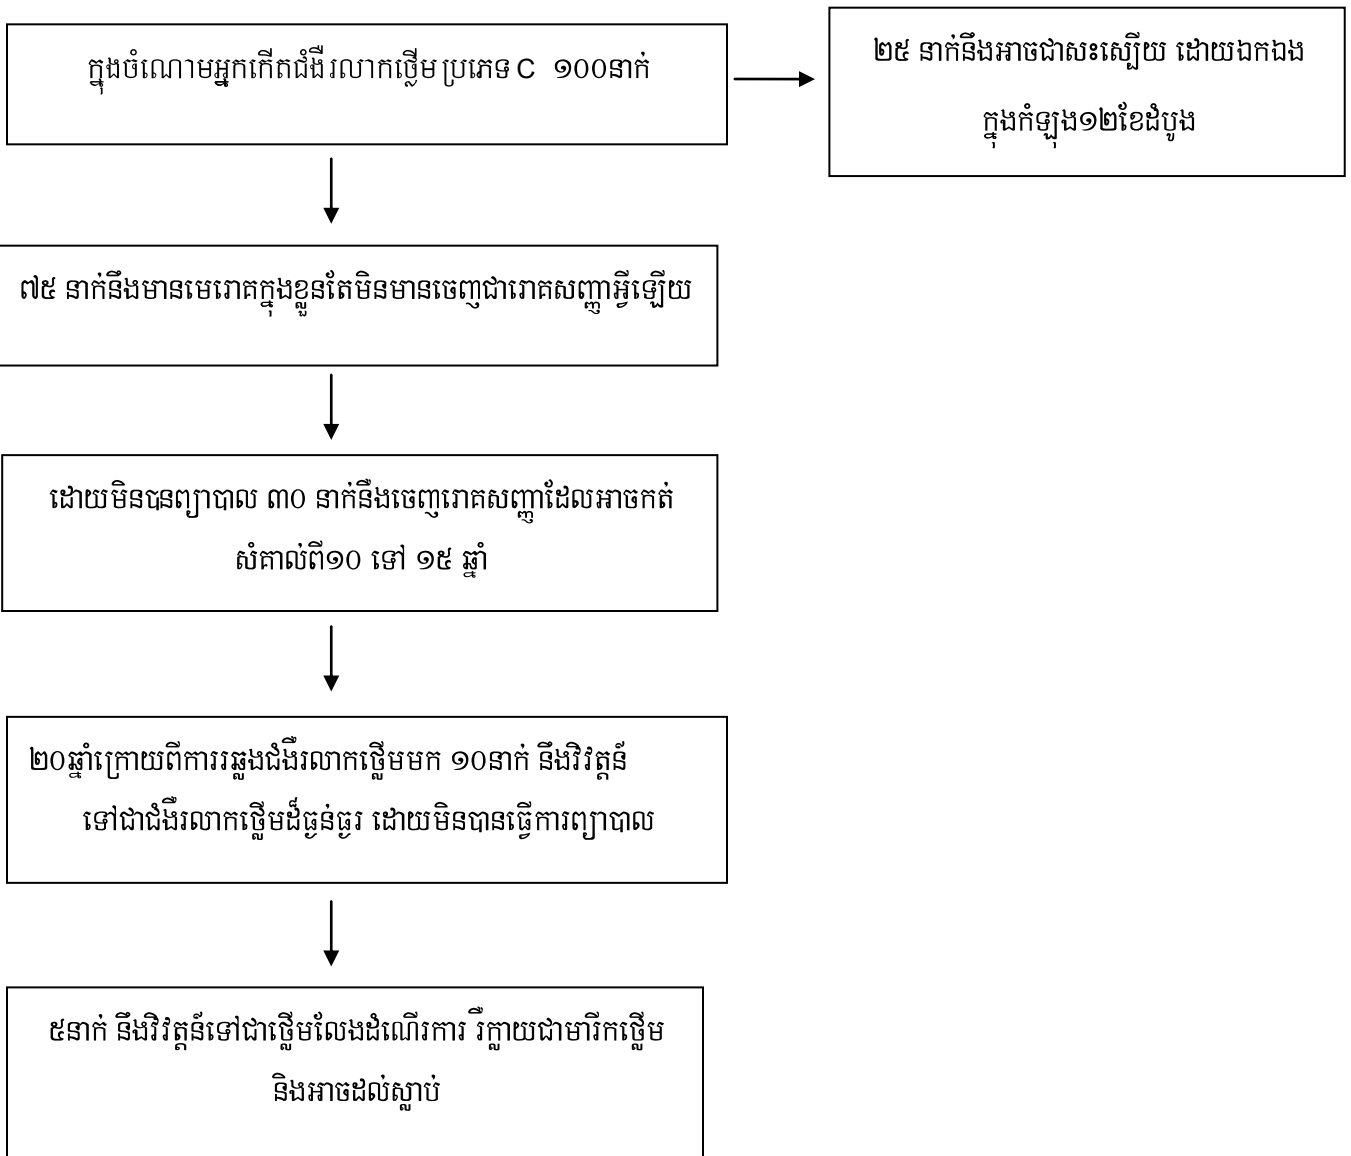 ក្នុងចំណោមអ្នកកើតជំងឺរលាកថ្លើម ប្រភេទ C ១០០នាក់
២៥ នាក់នឹងអាចជាសះស្បើយ ដោយឯកឯង
ក្នុងកំឡុង១២ខែដំបូង
៧៥ នាក់នឹងមានមេរោគក្នុងខ្លួនតែមិនមានចេញជារោគសញ្ញាអ្វីឡើយ
ដោយមិនបានព្យាបាល ៣០ នាក់នឹងចេញរោគសញ្ញាដែលអាចកត់
សំគាល់ពី១០ ទៅ ១៥ ឆ្នាំ
២០ឆ្នាំក្រោយពីការរឆ្លងជំងឺរលាកថ្លើមមក ១០នាក់ នឹងវិវត្តន៍
ទៅជាជំងឺរលាកថ្លើមដ៏ធ្ងន់ធ្ងរ ដោយមិនបានធ្វើការព្យាបាល
៥នាក់ នឹងវិវត្តន៍ទៅជាថ្លើមលែងដំណើរការ រឺក្លាយជាមារីកថ្លើម
និងអាចដល់ស្លាប់